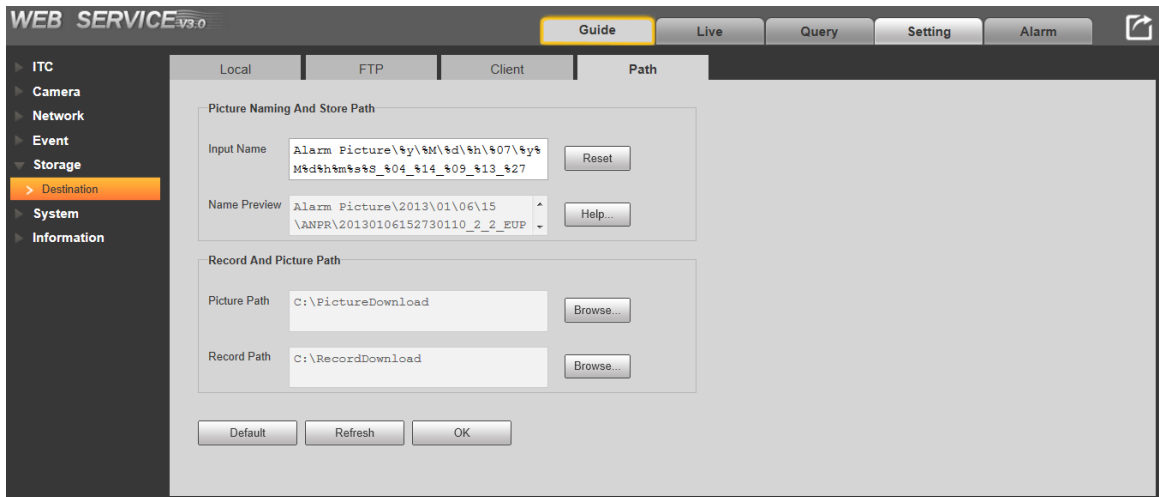 WEB SERVICE V3.0
Guide
Live
Query
Setting
Alarm
ITC
Camera
Network
Event
Storage
Destination
System
Information
Local
FTP
Client
Path
Picture Naming And Store Path
Input Name
Alarm Picture\%y\%M\%d\%h\%07\%y%
M%d%h%m%s%S_%04_%14_%09_%13_%27
Reset
Name Preview
Alarm Picture\2013\01\06\15
\ANPR\20130106152730110_2_2_EUP
Help...
Record And Picture Path
Picture Path
C:\PictureDownload
Browse...
Record Path
C:\RecordDownload
Browse...
Default
Refresh
OK